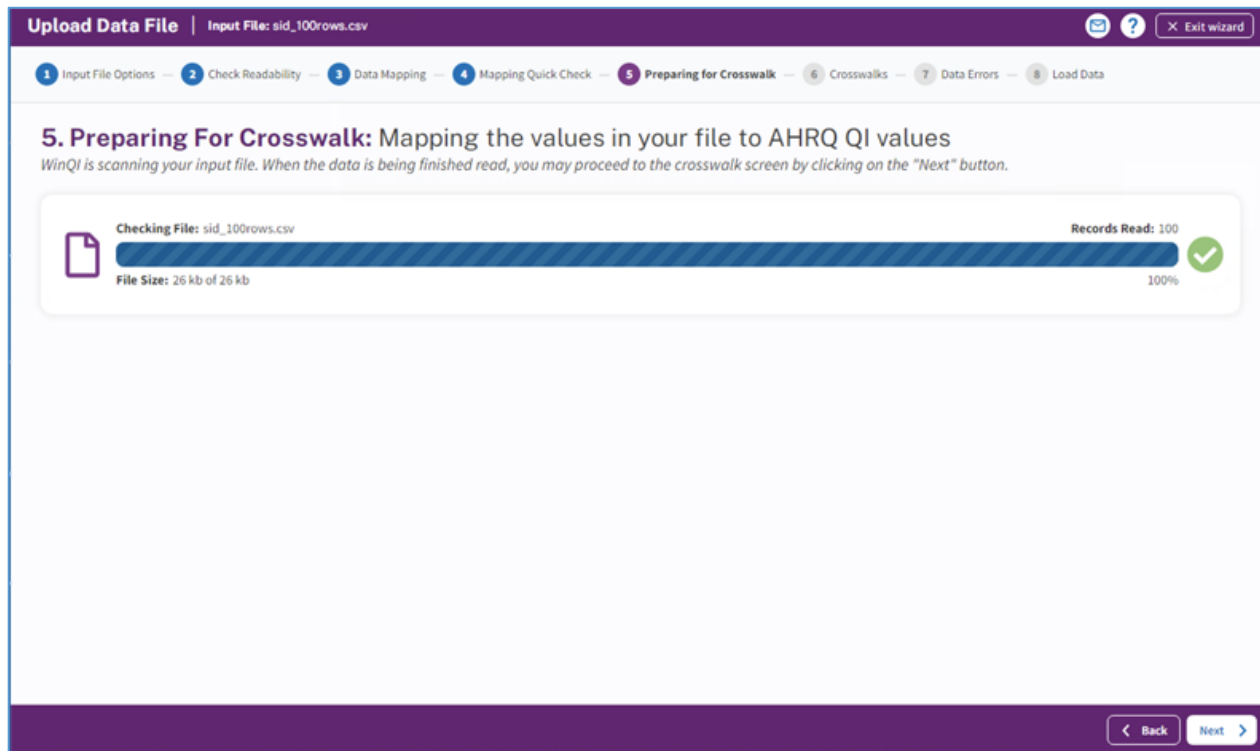 Upload Data File | Input File: sid_100rows.csv ? × Exit wizard
1 Input File Options — 2 Check Readability — 3 Data Mapping — 4 Mapping Quick Check — 5 Preparing for Crosswalk — 6 Crosswalks — 7 Data Errors — 8 Load Data
5. Preparing For Crosswalk: Mapping the values in your file to AHRQ QI values
WinQI is scanning your input file. When the data is being finished read, you may proceed to the crosswalk screen by clicking on the "Next" button.
Checking File: sid_100rows.csv Records Read: 100
File Size: 26 kb of 26 kb 100%
Back Next